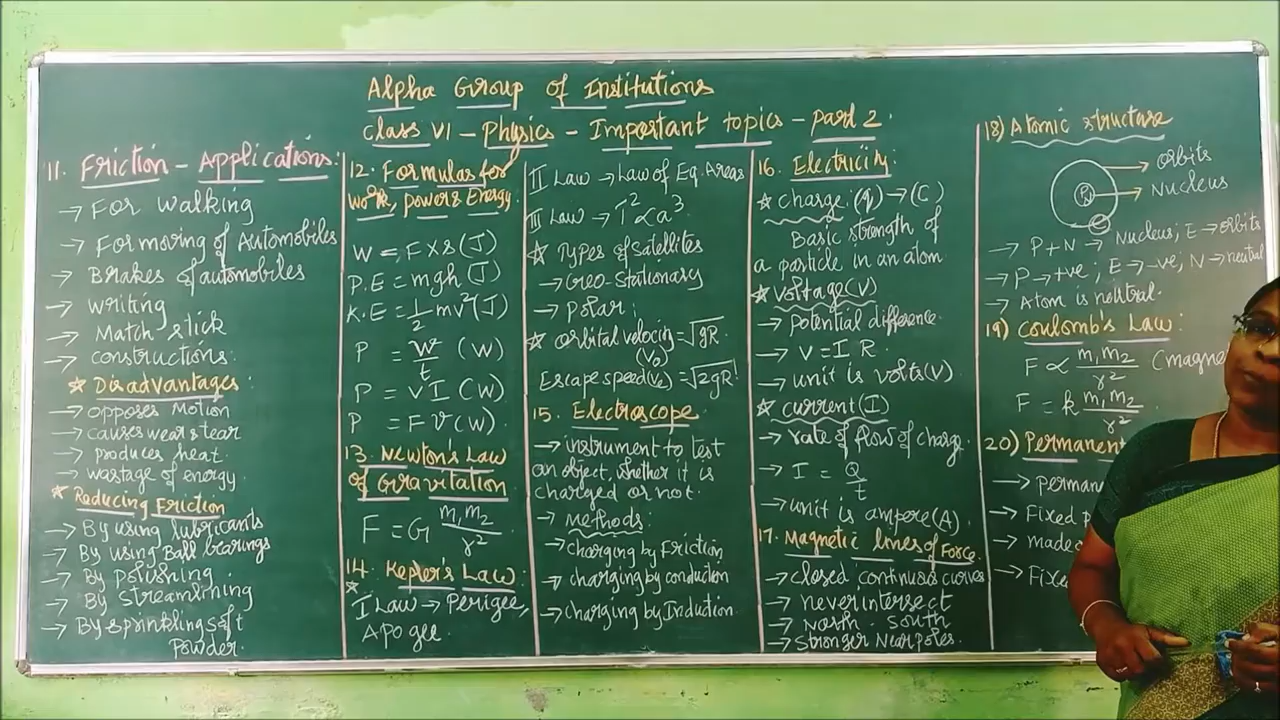 Alpha Group of Institutions
Class VI - Physics - Important topics - Part 2.
11. Friction - Applications:
→ For walking
→ For moving of Automobiles
→ Brakes of automobiles
→ writing
→ Match stick
→ constructions.
★ Disadvantages:
→ opposes Motion
→ causes wear & tear
→ produces heat.
→ wastage of energy.
★ Reducing Friction
→ By using lubricants
→ By using Ball bearings
→ By polishing.
→ By streamlining
→ By sprinkling soft
powder.
12. Formulas for
work, power & Energy.
W = F x s (J)
P.E = mgh (J)
K.E = 1/2 mv² (J)
P = w/t (W)
P = VI (W)
P = FV (W).
13. Newton's Law
of Gravitation
F = G m₁m₂/r²
14. Kepler's Law:
★
I Law → Perigee,
Apogee.
II Law → Law of Eq. Areas
III Law → T² ∝ a³
★ Types of Satellites
→ Geo-Stationary
→ polar:
★ orbital velocity = √gR
(V₀)
Escape speed (Ve) = √2gR
15. Electroscope
→ instrument to test
an object, whether it is
charged or not.
→ methods:
→ charging by Friction
→ charging by conduction
→ charging by Induction.
16. Electricity:
★ charge: (q) → (C)
Basic strength of
a particle in an atom
★ Voltage (V)
→ potential difference.
→ V = I R.
→ unit is volts (V)
★ current (I)
→ rate of flow of charge.
→ I = Q/t
→ unit is ampere (A).
17. Magnetic lines of Force.
→ closed continuous curves
→ never intersect
→ North - South
→ Stronger Near poles.
18) Atomic structure
→ orbits
→ Nucleus
→ P+N → Nucleus; E → orbits
→ P → +ve; E → -ve; N → neutral
→ Atom is neutral.
19) Coulomb's Law:
F ∝ m₁m₂/r² (magne
F = k m₁m₂/r².
20) Permanent
→ permane
→ Fixed p
→ made o
→ Fixe